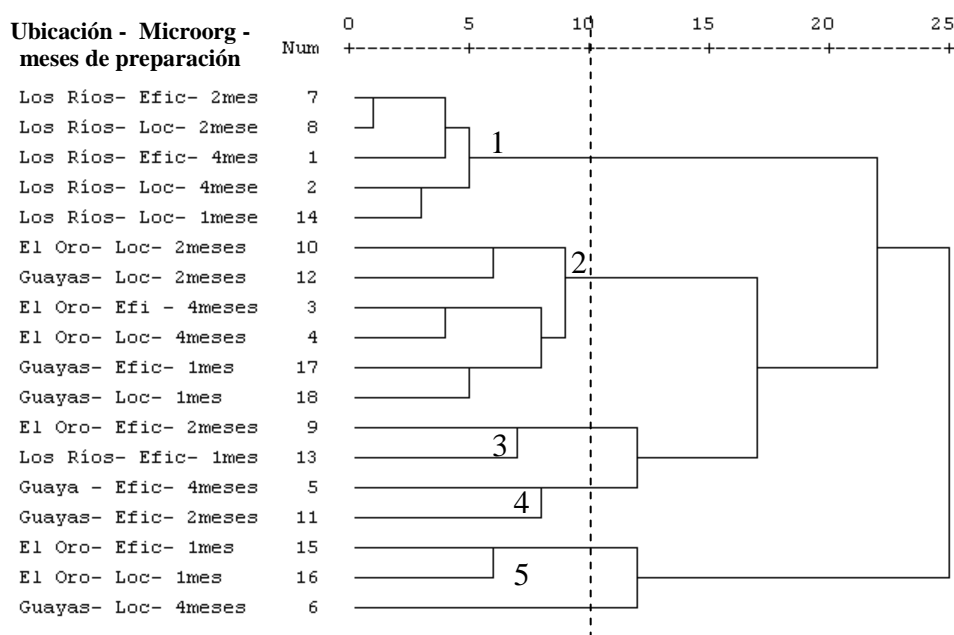 0 5 10 15 20 25
Ubicación - Microorg -
meses de preparación
Num
Los Ríos- Efic- 2mes 7
Los Ríos- Loc- 2mese 8
Los Ríos- Efic- 4mes 1
Los Ríos- Loc- 4mese 2
Los Ríos- Loc- 1mese 14
El Oro- Loc- 2meses 10
Guayas- Loc- 2meses 12
El Oro- Efi - 4meses 3
El Oro- Loc- 4meses 4
Guayas- Efic- 1mes 17
Guayas- Loc- 1mes 18
El Oro- Efic- 2meses 9
Los Ríos- Efic- 1mes 13
Guaya - Efic- 4meses 5
Guayas- Efic- 2meses 11
El Oro- Efic- 1mes 15
El Oro- Loc- 1mes 16
Guayas- Loc- 4meses 6
1
2
3
4
5